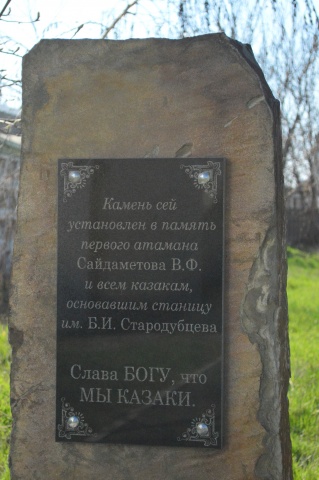 Камень сей
установлен в память
первого атамана
Сайдаметова В.Ф.
и всем казакам,
основавшим станицу
им. Б.И. Стародубцева
Слава БОГУ, что
МЫ КАЗАКИ.